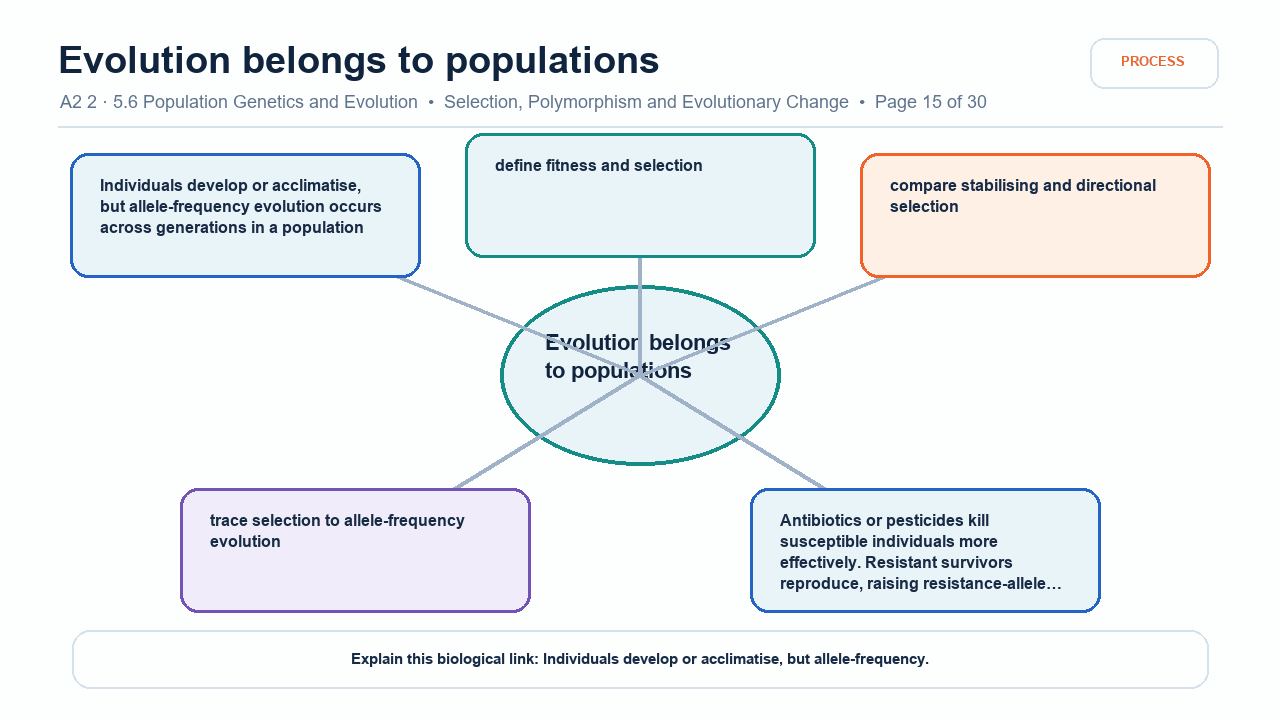 Evolution belongs to populations
PROCESS
A2 2 · 5.6 Population Genetics and Evolution • Selection, Polymorphism and Evolutionary Change • Page 15 of 30
Individuals develop or acclimatise,
but allele-frequency evolution occurs
across generations in a population
define fitness and selection
compare stabilising and directional
selection
Evolution belongs
to populations
trace selection to allele-frequency
evolution
Antibiotics or pesticides kill
susceptible individuals more
effectively. Resistant survivors
reproduce, raising resistance-allele…
Explain this biological link: Individuals develop or acclimatise, but allele-frequency.